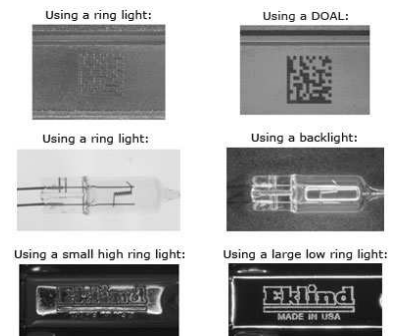 Using a ring light:
Using a DOAL:
Using a ring light:
Using a backlight:
Using a small high ring light:
Using a large low ring light:
Eklind
Eklind
MADE IN USA